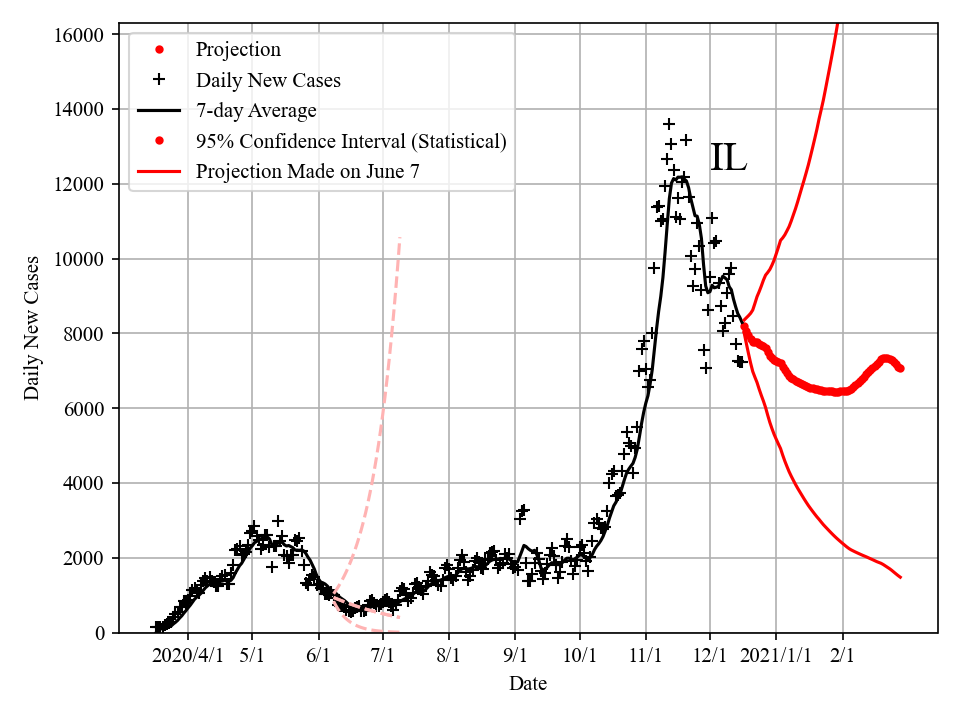 16000
14000
12000
10000
8000
6000
4000
2000
0
Daily New Cases
Projection
Daily New Cases
7-day Average
95% Confidence Interval (Statistical)
Projection Made on June 7
IL
2020/4/1 5/1 6/1 7/1 8/1 9/1 10/1 11/1 12/1 2021/1/1 2/1
Date